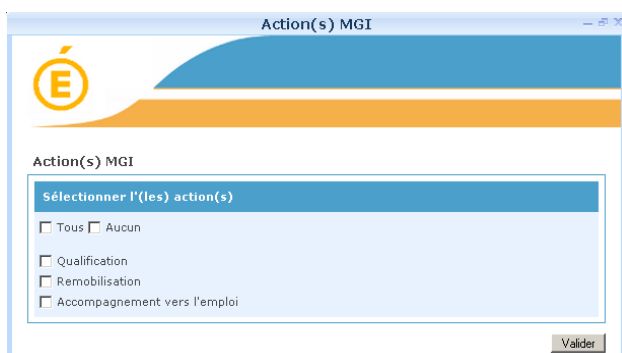 Action(s) MGI
É
Action(s) MGI
Sélectionner l'(les) action(s)
Tous Aucun
Qualification
Remobilisation
Accompagnement vers l'emploi
Valider